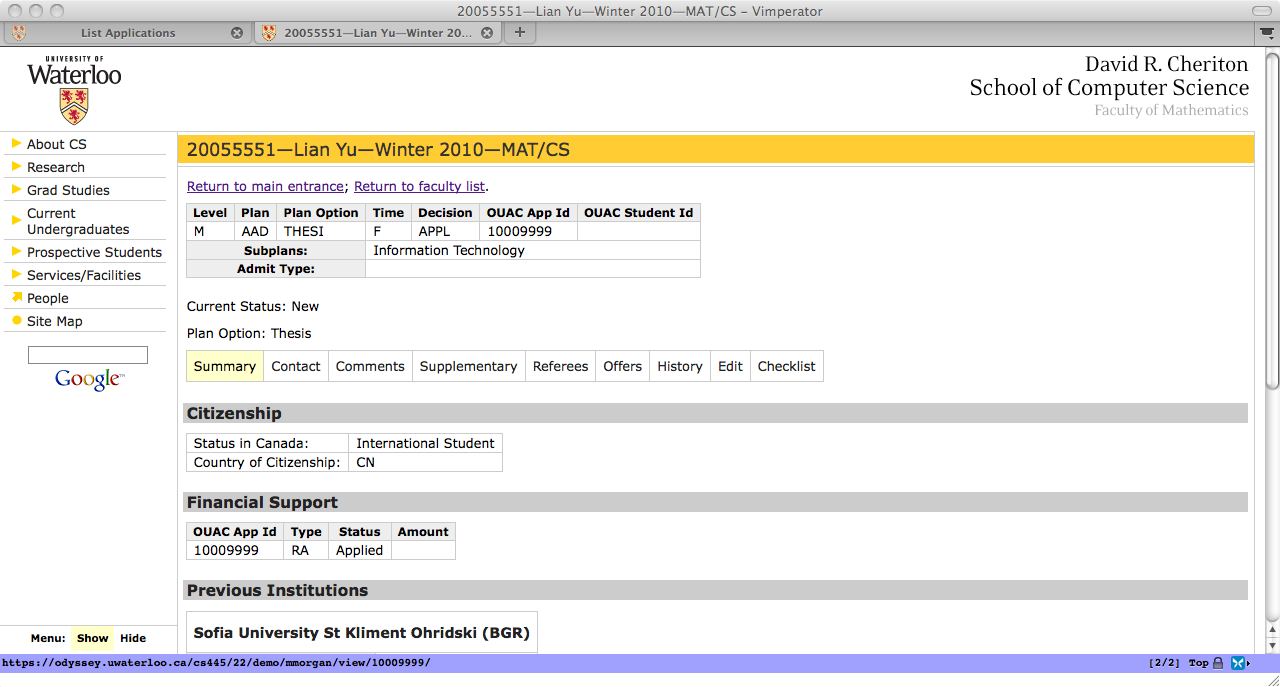 20055551—Lian Yu—Winter 2010—MAT/CS – Vimperator
List Applications
20055551—Lian Yu—Winter 20...
UNIVERSITY OF
Waterloo
David R. Cheriton
School of Computer Science
Faculty of Mathematics
About CS
Research
Grad Studies
Current
Undergraduates
Prospective Students
Services/Facilities
People
Site Map
Google™
Menu: Show Hide
20055551—Lian Yu—Winter 2010—MAT/CS
Return to main entrance; Return to faculty list.
Level Plan Plan Option Time Decision OUAC App Id OUAC Student Id
M AAD THESI F APPL 10009999
Subplans: Information Technology
Admit Type:
Current Status: New
Plan Option: Thesis
Summary Contact Comments Supplementary Referees Offers History Edit Checklist
Citizenship
Status in Canada: International Student
Country of Citizenship: CN
Financial Support
OUAC App Id Type Status Amount
10009999 RA Applied
Previous Institutions
Sofia University St Kliment Ohridski (BGR)
https://odyssey.uwaterloo.ca/cs445/22/demo/mmorgan/view/10009999/ [2/2] Top